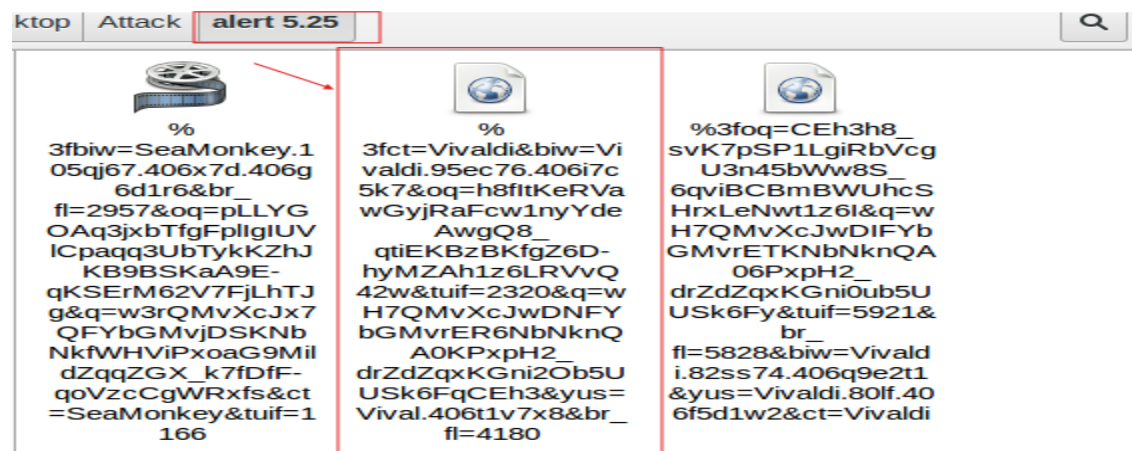 ktop
Attack
alert 5.25
%
3fbiw=SeaMonkey.1
05qj67.406x7d.406g
6d1r6&br_
fl=2957&oq=pLLYG
OAq3jxbTfgFplIgIUV
lCpaqq3UbTykKZhJ
KB9BSKaA9E-
qKSErM62V7FjLhTJ
g&q=w3rQMvXcJx7
QFYbGMvjDSKNb
NkfWHViPxoaG9Mil
dZqqZGX_k7fDfF-
qoVzcCgWRxfs&ct
=SeaMonkey&tuif=1
166
%
3fct=Vivaldi&biw=Vi
valdi.95ec76.406i7c
5k7&oq=h8fItKeRVa
wGyjRaFcw1nyYde
AwgQ8_
qtiEKBzBKfgZ6D-
hyMZAh1z6LRVvQ
42w&tuif=2320&q=w
H7QMvXcJwDNFY
bGMvrER6NbNknQ
A0KPxpH2_
drZdZqxKGni2Ob5U
USk6FqCEh3&yus=
Vival.406t1v7x8&br_
fl=4180
%3foq=CEh3h8_
svK7pSP1LgiRbVcg
U3n45bWw8S_
6qviBCBmBWUhcS
HrxLeNwt1z6I&q=w
H7QMvXcJwDIFYb
GMvrETKNbNknQA
06PxpH2_
drZdZqxKGni0ub5U
USk6Fy&tuif=5921&
br_
fl=5828&biw=Vivald
i.82ss74.406q9e2t1
&yus=Vivaldi.80lf.40
6f5d1w2&ct=Vivaldi